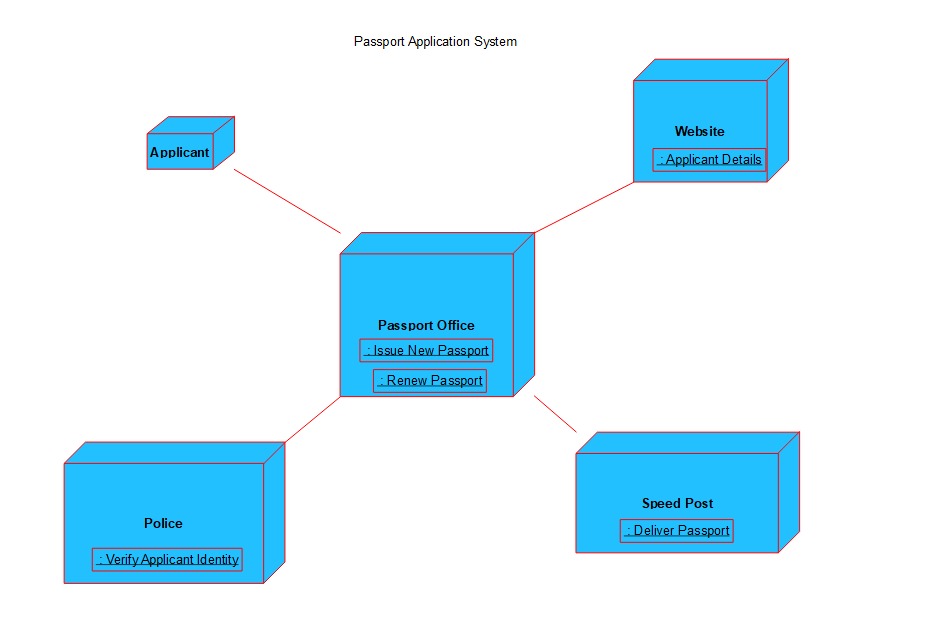 Passport Application System
Applicant
Website
: Applicant Details
Passport Office
: Issue New Passport
: Renew Passport
Police
: Verify Applicant Identity
Speed Post
: Deliver Passport